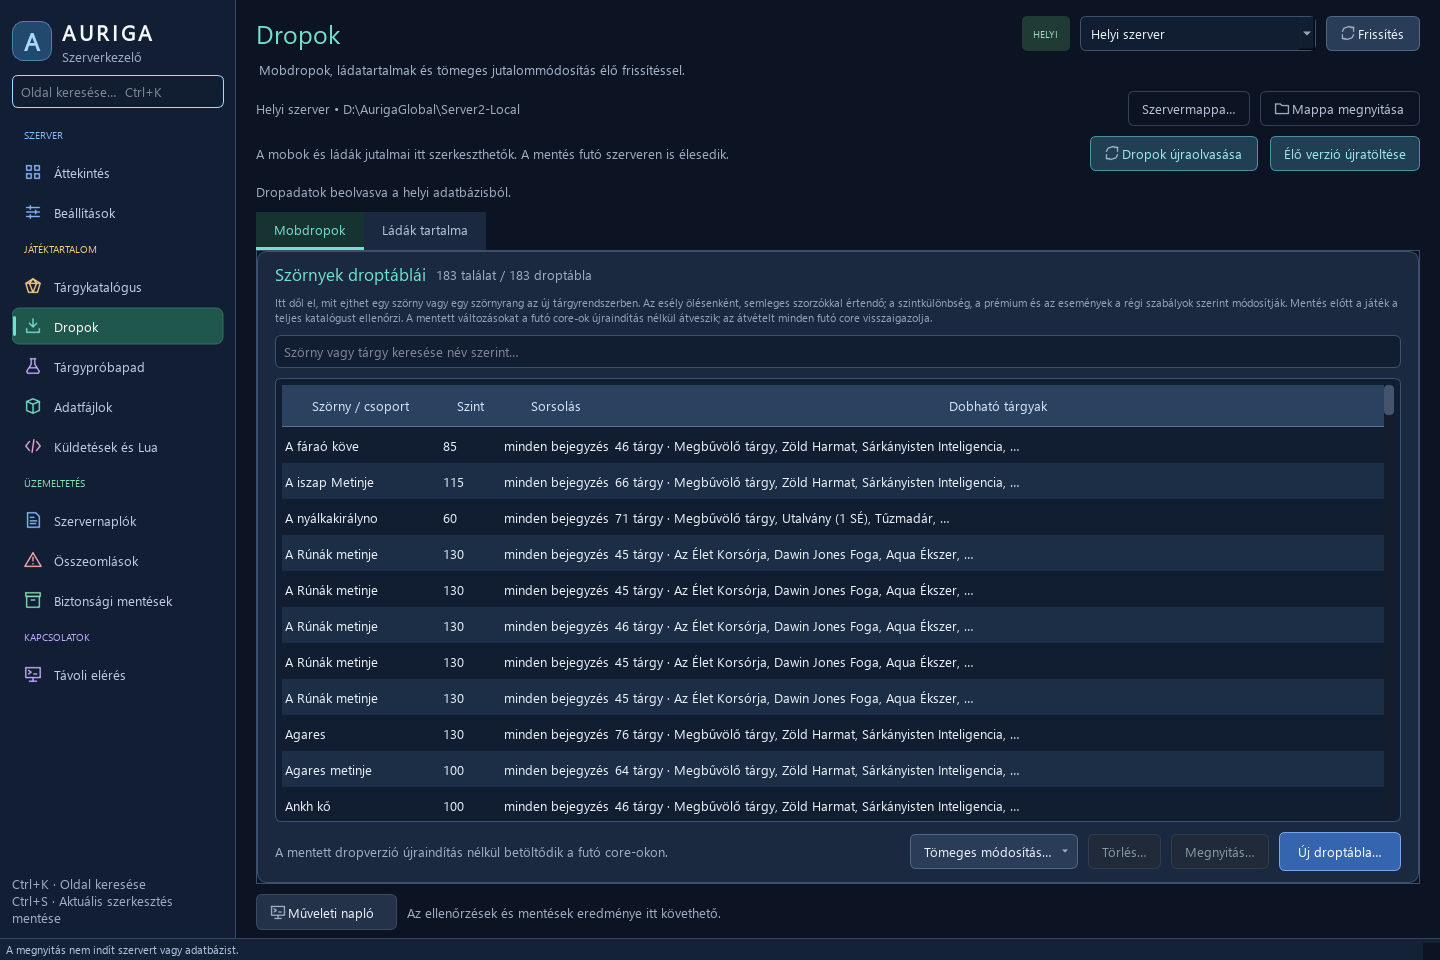 A
AURIGA
Szerverkezelő
Oldal keresése... Ctrl+K
SZERVER
Áttekintés
Beállítások
JÁTÉKTARTALOM
Tárgykatalógus
Dropok
Tárgypróbapad
Adatfájlok
Küldetések és Lua
ÜZEMELTETÉS
Szervernaplók
Összeomlások
Biztonsági mentések
KAPCSOLATOK
Távoli elérés
Ctrl+K · Oldal keresése
Ctrl+S · Aktuális szerkesztés
mentése
Dropok
HELYI
Helyi szerver
Frissítés
Mobdropok, ládatartalmak és tömeges jutalommódosítás élő frissítéssel.
Helyi szerver • D:\AurigaGlobal\Server2-Local
Szervermappa...
Mappa megnyitása
A mobok és ládák jutalmai itt szerkeszthetők. A mentés futó szerveren is élesedik.
Dropok újraolvasása
Élő verzió újratöltése
Dropadatok beolvasva a helyi adatbázisból.
Mobdropok
Ládák tartalma
Szörnyek droptáblái 183 találat / 183 droptábla
Itt dől el, mit ejthet egy szörny vagy egy szörnyrang az új tárgyrendszerben. Az esély ölésenként, semleges szorzókkal értendő; a szintkülönbség, a prémium és az események a régi szabályok szerint módosítják. Mentés előtt a játék a
teljes katalógust ellenőrzi. A mentett változásokat a futó core-ok újraindítás nélkül átveszik; az átvételt minden futó core visszaigazolja.
Szörny vagy tárgy keresése név szerint...
Szörny / csoport Szint Sorsolás Dobható tárgyak
A fáraó köve 85 minden bejegyzés 46 tárgy · Megbűvölő tárgy, Zöld Harmat, Sárkányisten Inteligencia, ...
A iszap Metinje 115 minden bejegyzés 66 tárgy · Megbűvölő tárgy, Zöld Harmat, Sárkányisten Inteligencia, ...
A nyálkakirályno 60 minden bejegyzés 71 tárgy · Megbűvölő tárgy, Utalvány (1 SÉ), Tűzmadár, ...
A Rúnák metinje 130 minden bejegyzés 45 tárgy · Az Élet Korsórja, Dawin Jones Foga, Aqua Ékszer, ...
A Rúnák metinje 130 minden bejegyzés 45 tárgy · Az Élet Korsórja, Dawin Jones Foga, Aqua Ékszer, ...
A Rúnák metinje 130 minden bejegyzés 46 tárgy · Az Élet Korsórja, Dawin Jones Foga, Aqua Ékszer, ...
A Rúnák metinje 130 minden bejegyzés 45 tárgy · Az Élet Korsórja, Dawin Jones Foga, Aqua Ékszer, ...
A Rúnák metinje 130 minden bejegyzés 45 tárgy · Az Élet Korsórja, Dawin Jones Foga, Aqua Ékszer, ...
Agares 130 minden bejegyzés 76 tárgy · Megbűvölő tárgy, Zöld Harmat, Sárkányisten Inteligencia, ...
Agares metinje 100 minden bejegyzés 64 tárgy · Megbűvölő tárgy, Zöld Harmat, Sárkányisten Inteligencia, ...
Ankh kő 100 minden bejegyzés 46 tárgy · Megbűvölő tárgy, Zöld Harmat, Sárkányisten Inteligencia, ...
A mentett dropverzió újraindítás nélkül betöltődik a futó core-okon.
Tömeges módosítás...
Törlés...
Megnyitás...
Új droptábla...
Műveleti napló
Az ellenőrzések és mentések eredménye itt követhető.
A megnyitás nem indít szervert vagy adatbázist.